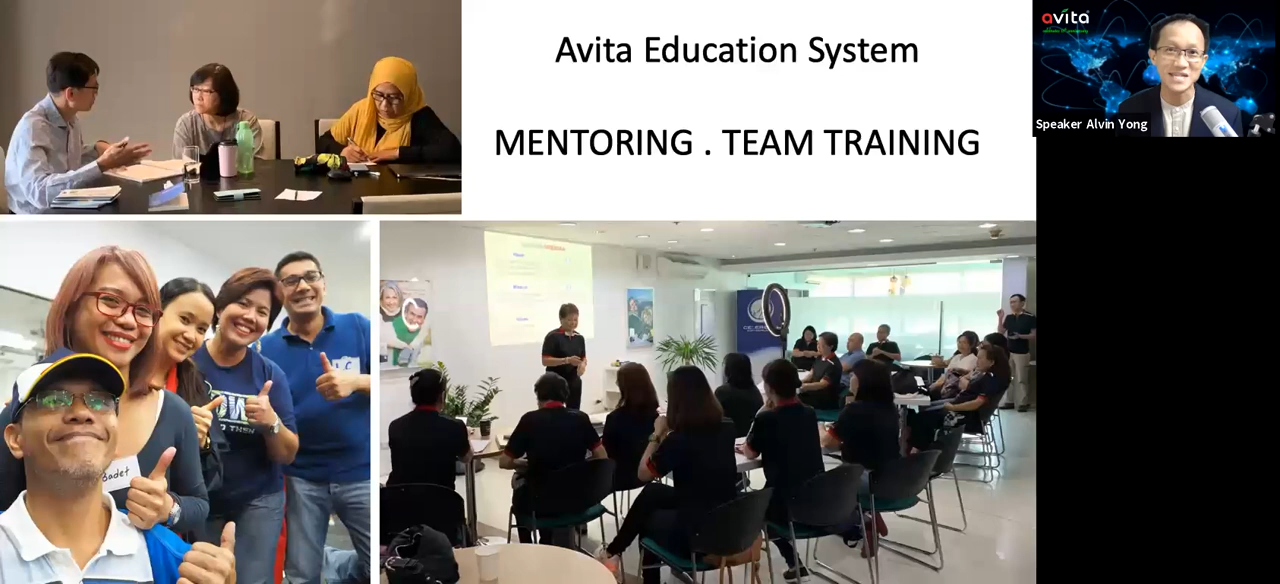 Avita Education System
MENTORING . TEAM TRAINING
avita
Speaker Alvin Yong
Badet